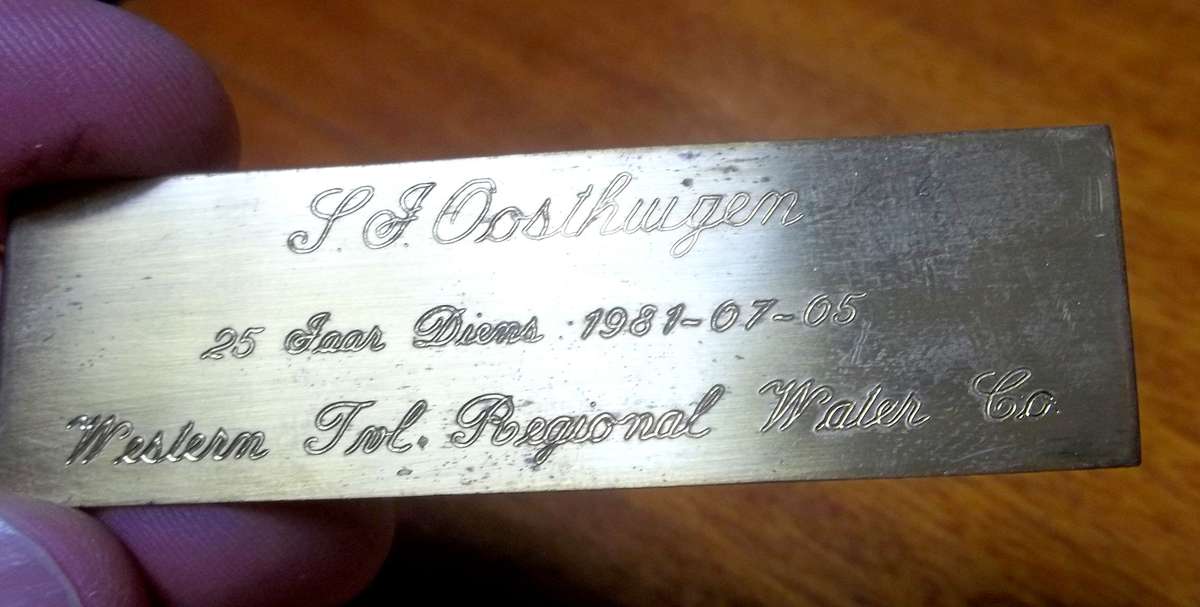 S. J. Oosthuizen
25 Jaar Diens 1981-07-05
Western Tvl. Regional Water Co.